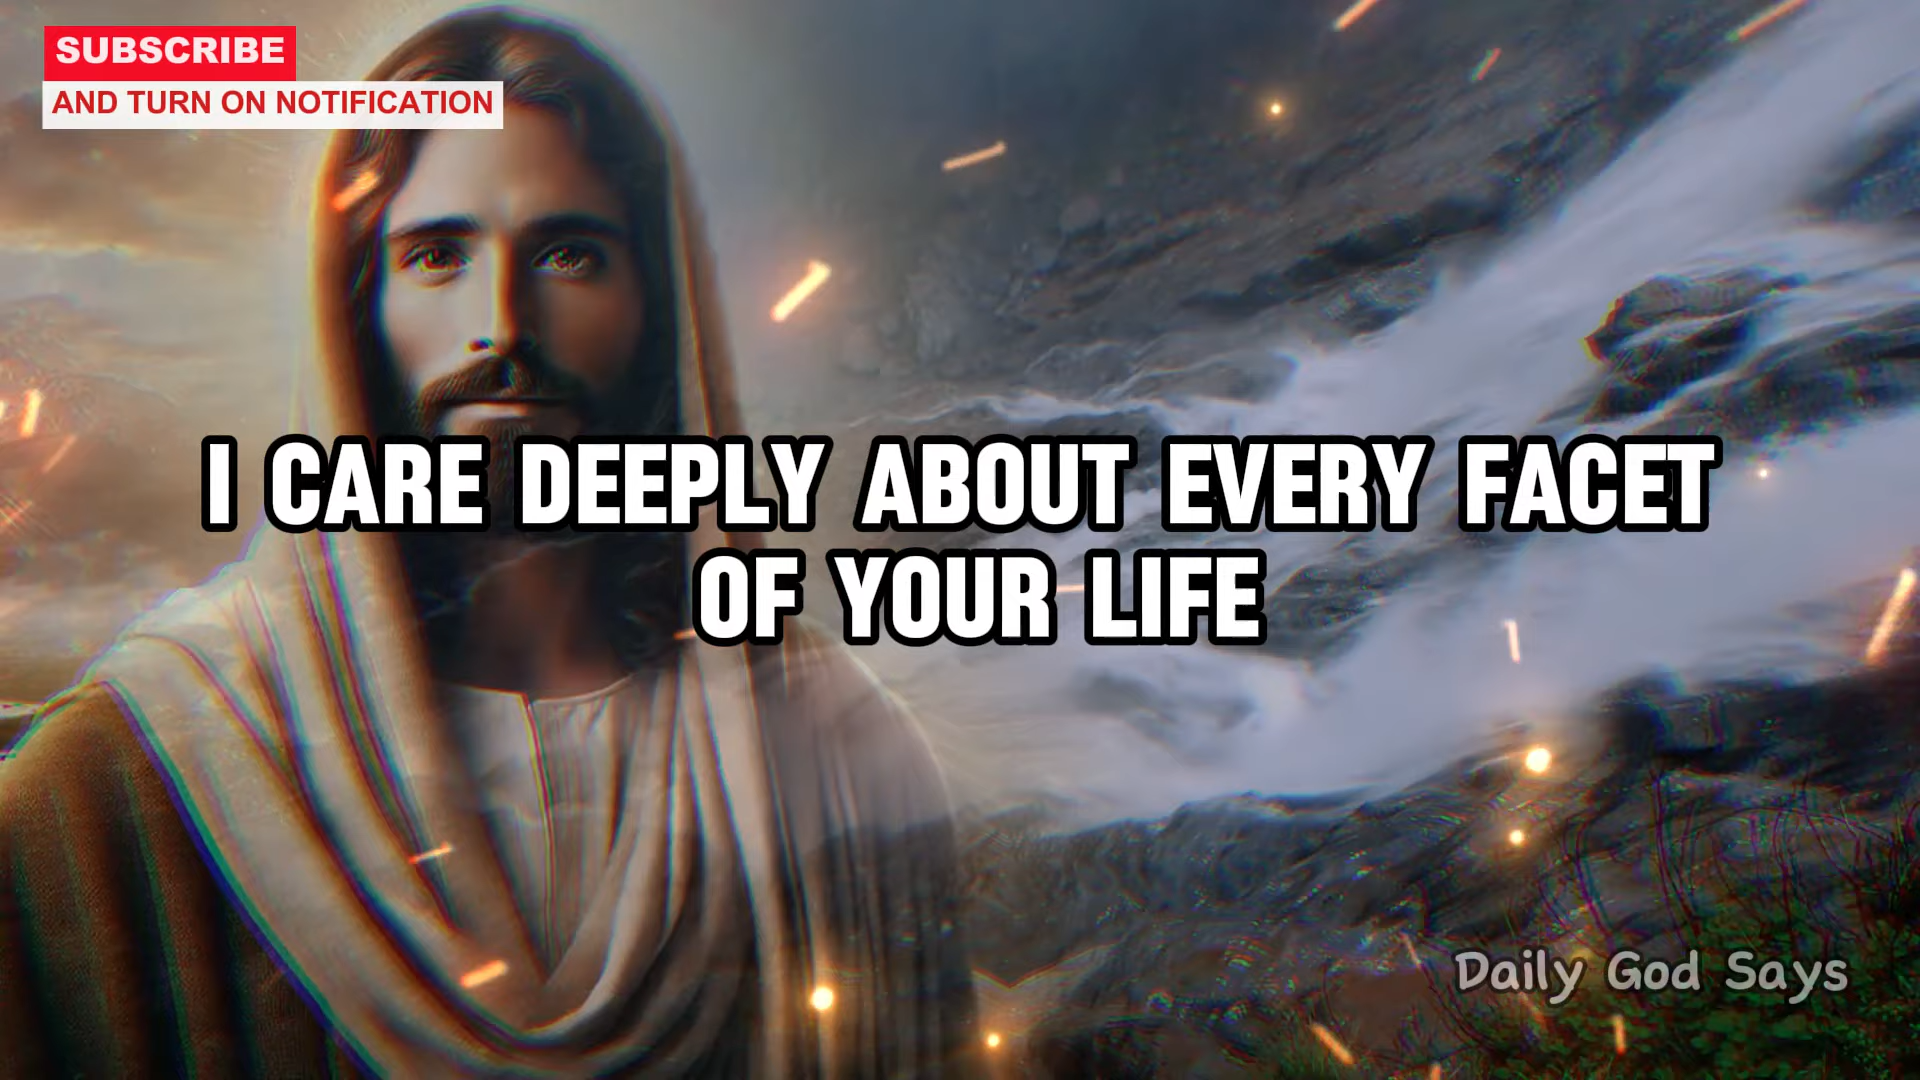 SUBSCRIBE
AND TURN ON NOTIFICATION
I CARE DEEPLY ABOUT EVERY FACET
OF YOUR LIFE
Daily God Says